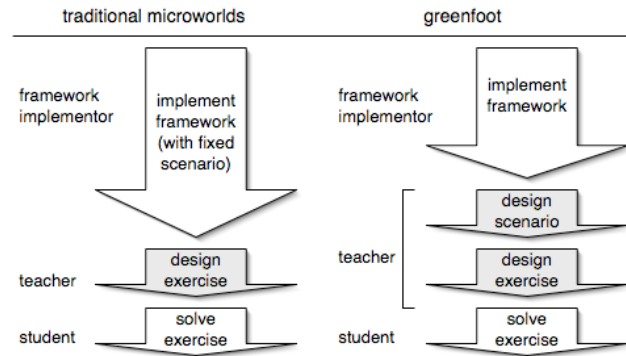 traditional microworlds
greenfoot
framework
implementor
implement
framework
(with fixed
scenario)
teacher
design
exercise
student
solve
exercise
framework
implementor
implement
framework
teacher
design
scenario
design
exercise
student
solve
exercise